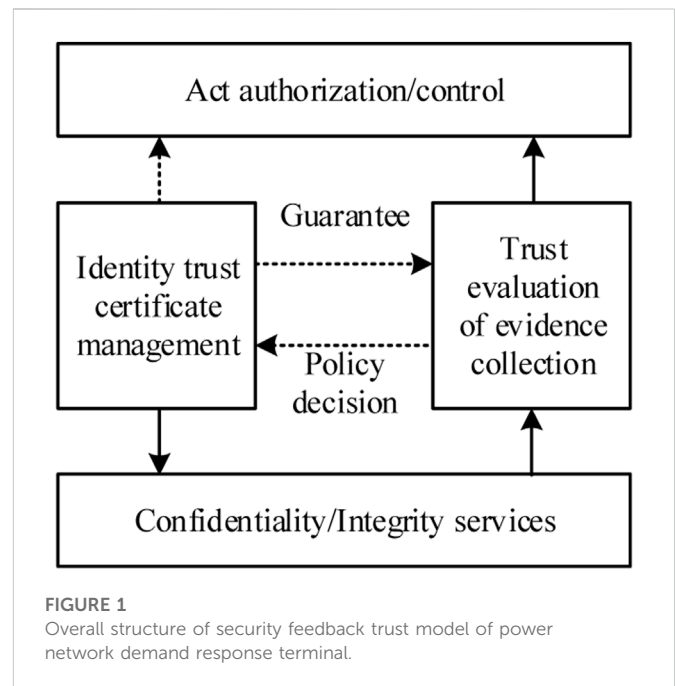 Act authorization/control
Guarantee
Identity trust
certificate
management
Trust
evaluation
of evidence
collection
Policy
decision
Confidentiality/Integrity services
FIGURE 1
Overall structure of security feedback trust model of power
network demand response terminal.